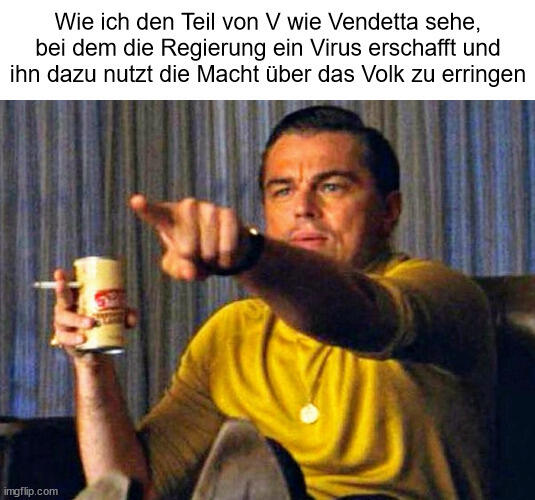 Wie ich den Teil von V wie Vendetta sehe,
bei dem die Regierung ein Virus erschafft und
ihn dazu nutzt die Macht über das Volk zu erringen
imgflip.com